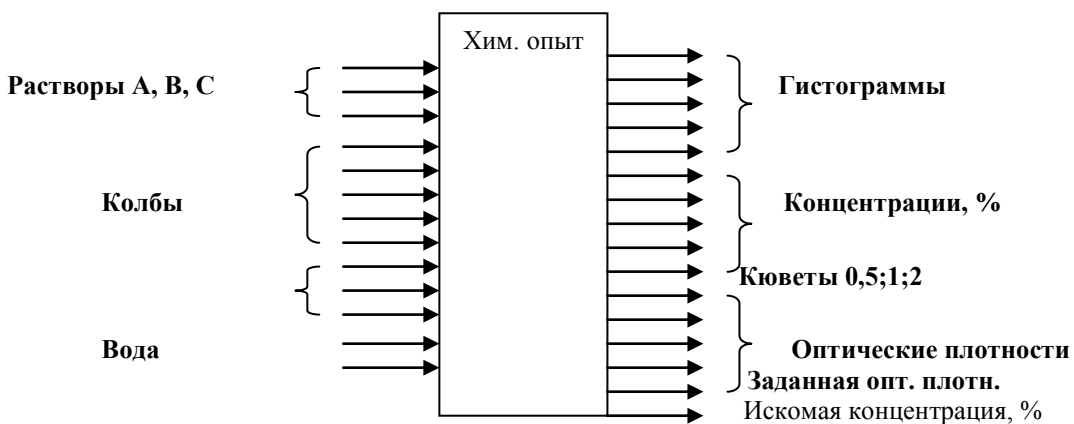 Хим. опыт
Растворы А, В, С
Гистограммы
Колбы
Концентрации, %
Кюветы 0,5;1;2
Вода
Оптические плотности
Заданная опт. плотн.
Искомая концентрация, %